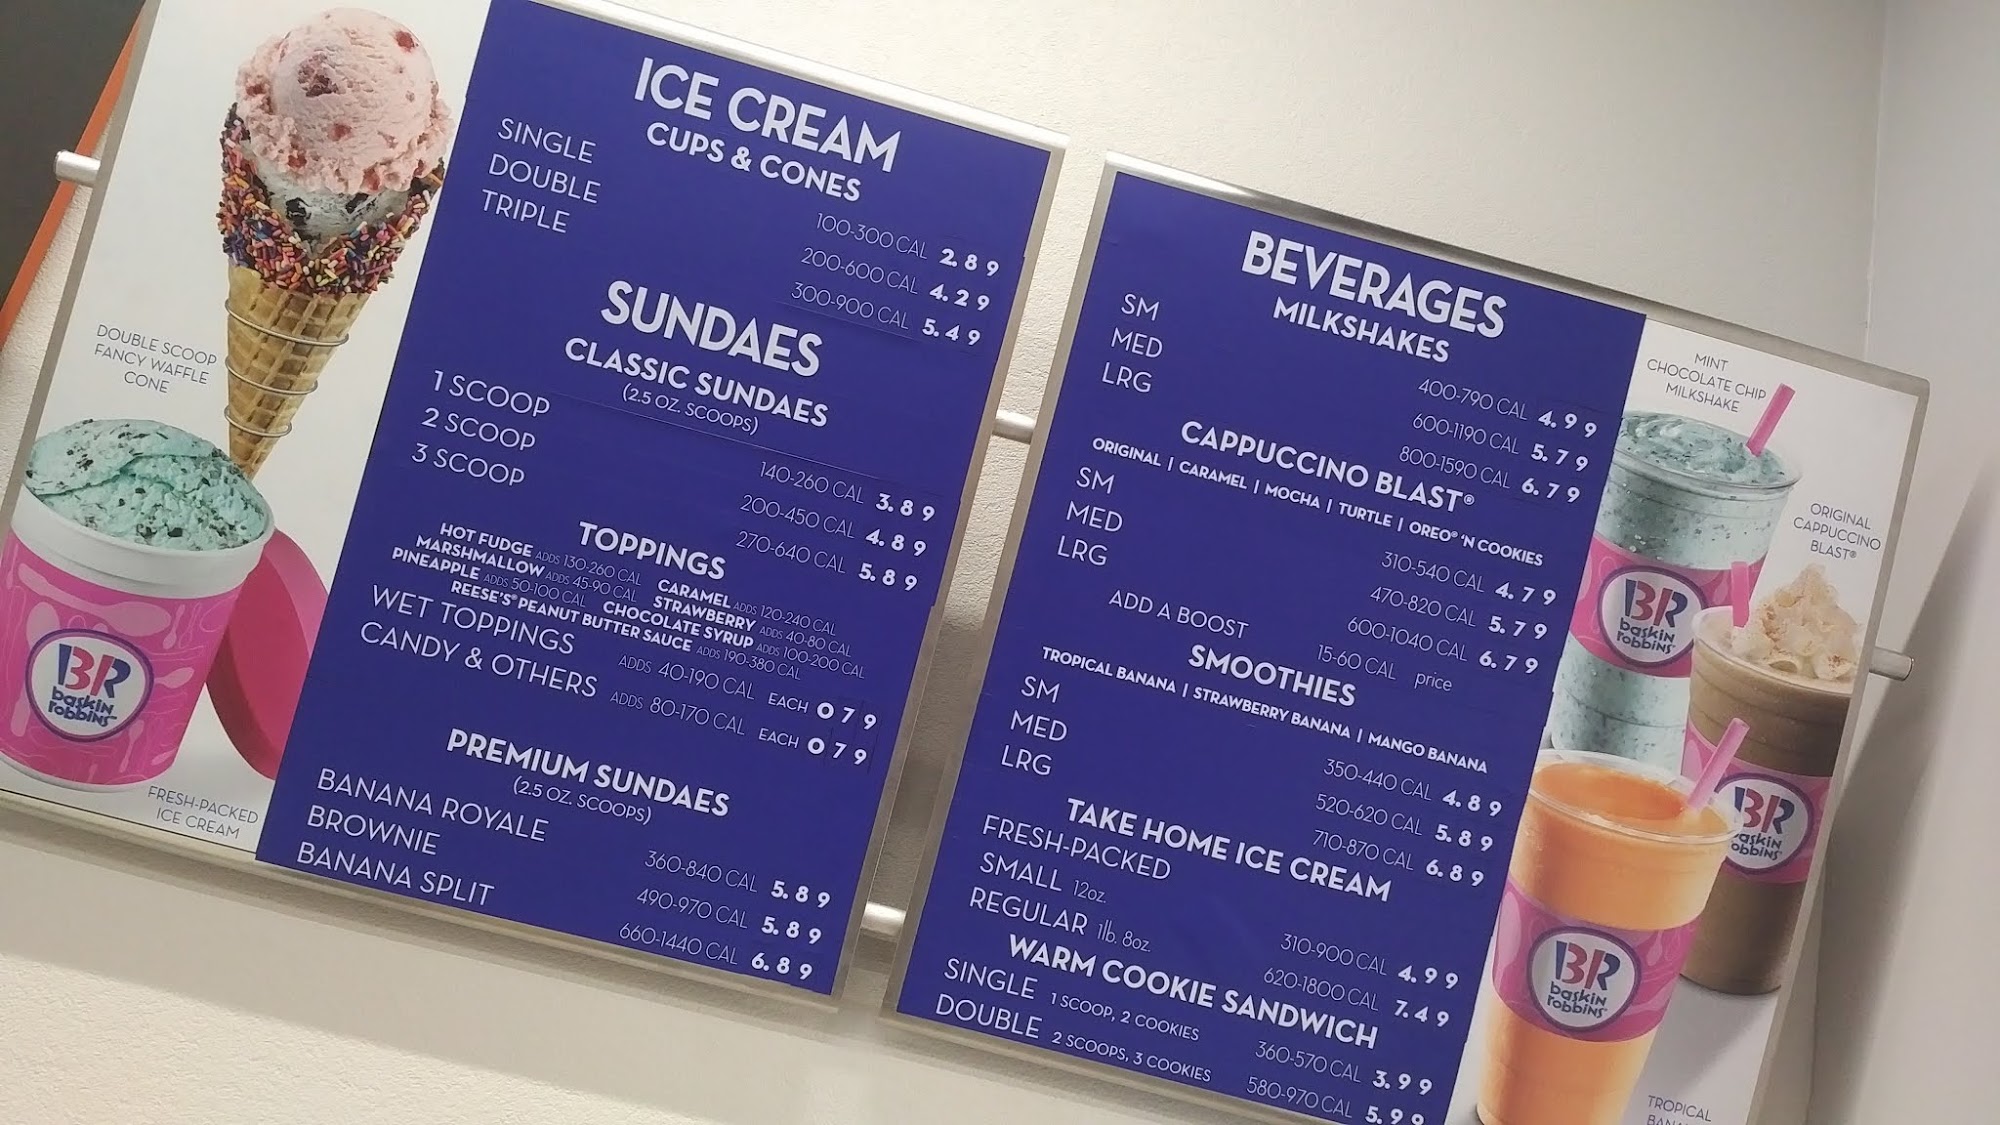 ICE CREAM
CUPS & CONES
SINGLE 100-300 CAL 2.89
DOUBLE 200-600 CAL 4.29
TRIPLE 300-900 CAL 5.49
SUNDAES
CLASSIC SUNDAES
(2.5 OZ. SCOOPS)
1 SCOOP 140-260 CAL 3.89
2 SCOOP 200-450 CAL 4.89
3 SCOOP 270-640 CAL 5.89
TOPPINGS
HOT FUDGE ADDS 130-260 CAL CARAMEL ADDS 120-240 CAL
MARSHMALLOW ADDS 45-90 CAL STRAWBERRY ADDS 40-80 CAL
PINEAPPLE ADDS 50-100 CAL CHOCOLATE SYRUP ADDS 100-200 CAL
REESE'S® PEANUT BUTTER SAUCE ADDS 190-380 CAL
WET TOPPINGS ADDS 40-190 CAL EACH 0 79
CANDY & OTHERS ADDS 80-170 CAL EACH 0 79
PREMIUM SUNDAES
(2.5 OZ. SCOOPS)
BANANA ROYALE 360-840 CAL 5.89
BROWNIE 490-970 CAL 5.89
BANANA SPLIT 660-1440 CAL 6.89
DOUBLE SCOOP
FANCY WAFFLE
CONE
BR
baskin
robbins™
FRESH-PACKED
ICE CREAM
BEVERAGES
MILKSHAKES
SM 400-790 CAL 4.99
MED 600-1190 CAL 5.79
LRG 800-1590 CAL 6.79
CAPPUCCINO BLAST®
ORIGINAL | CARAMEL | MOCHA | TURTLE | OREO® 'N COOKIES
SM 310-540 CAL 4.79
MED 470-820 CAL 5.79
LRG 600-1040 CAL 6.79
ADD A BOOST 15-60 CAL price
SMOOTHIES
TROPICAL BANANA | STRAWBERRY BANANA | MANGO BANANA
SM 350-440 CAL 4.89
MED 520-620 CAL 5.89
LRG 710-870 CAL 6.89
TAKE HOME ICE CREAM
FRESH-PACKED
SMALL 12oz. 310-900 CAL 4.99
REGULAR 1lb. 8oz. 620-1800 CAL 7.49
WARM COOKIE SANDWICH
SINGLE 1 SCOOP, 2 COOKIES 360-570 CAL 3.99
DOUBLE 2 SCOOPS, 3 COOKIES 580-970 CAL 5.99
MINT
CHOCOLATE CHIP
MILKSHAKE
ORIGINAL
CAPPUCCINO
BLAST®
BR
baskin
robbins™
BR
baskin
robbins™
BR
baskin
robbins™
TROPICAL